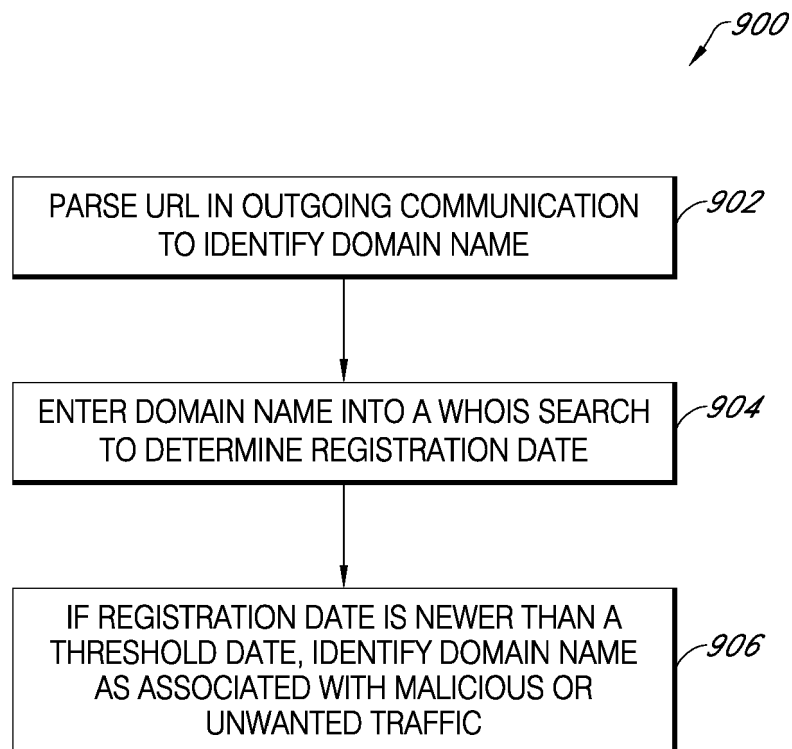 900
PARSE URL IN OUTGOING COMMUNICATION
TO IDENTIFY DOMAIN NAME
902
ENTER DOMAIN NAME INTO A WHOIS SEARCH
TO DETERMINE REGISTRATION DATE
904
IF REGISTRATION DATE IS NEWER THAN A
THRESHOLD DATE, IDENTIFY DOMAIN NAME
AS ASSOCIATED WITH MALICIOUS OR
UNWANTED TRAFFIC
906